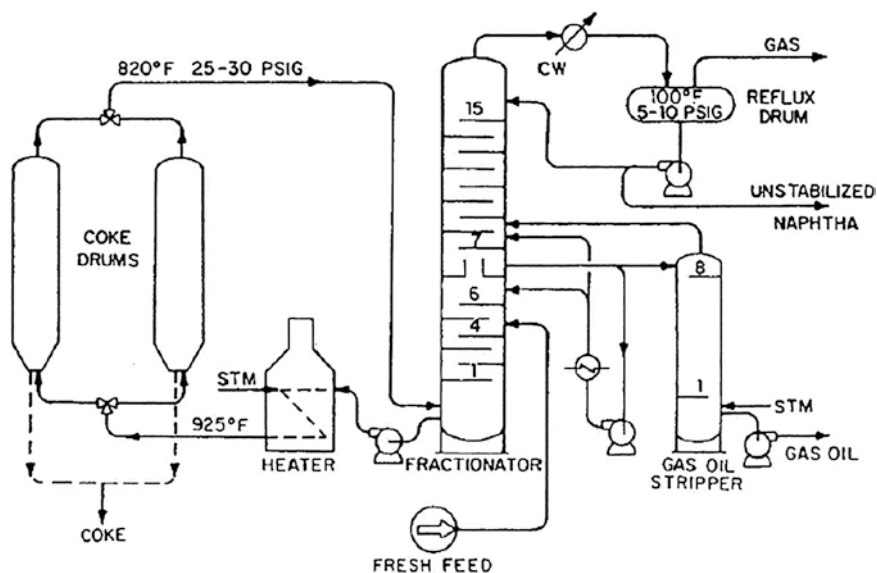 820°F 25-30 PSIG
CW
GAS
100°F
5-10 PSIG
REFLUX
DRUM
15
UNSTABILIZED
NAPHTHA
COKE
DRUMS
7
8
6
4
1
1
STM
STM
925°F
HEATER
FRACTIONATOR
GAS OIL
STRIPPER
GAS OIL
COKE
FRESH FEED